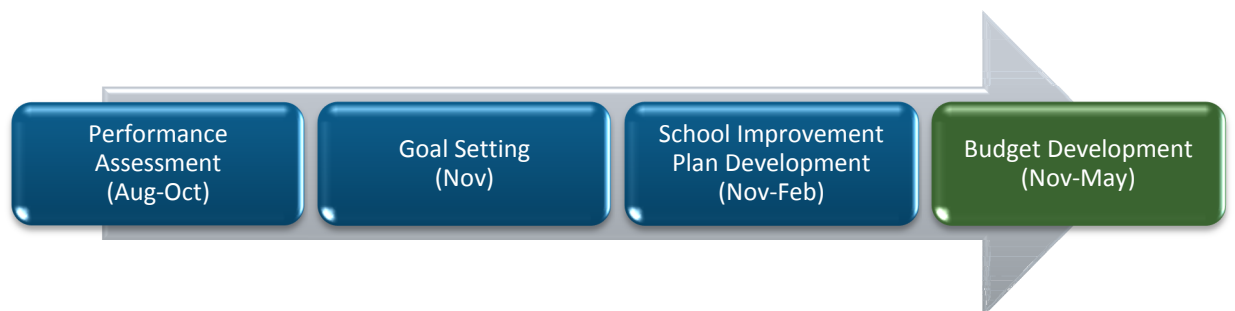 Performance
Assessment
(Aug-Oct)
Goal Setting
(Nov)
School Improvement
Plan Development
(Nov-Feb)
Budget Development
(Nov-May)